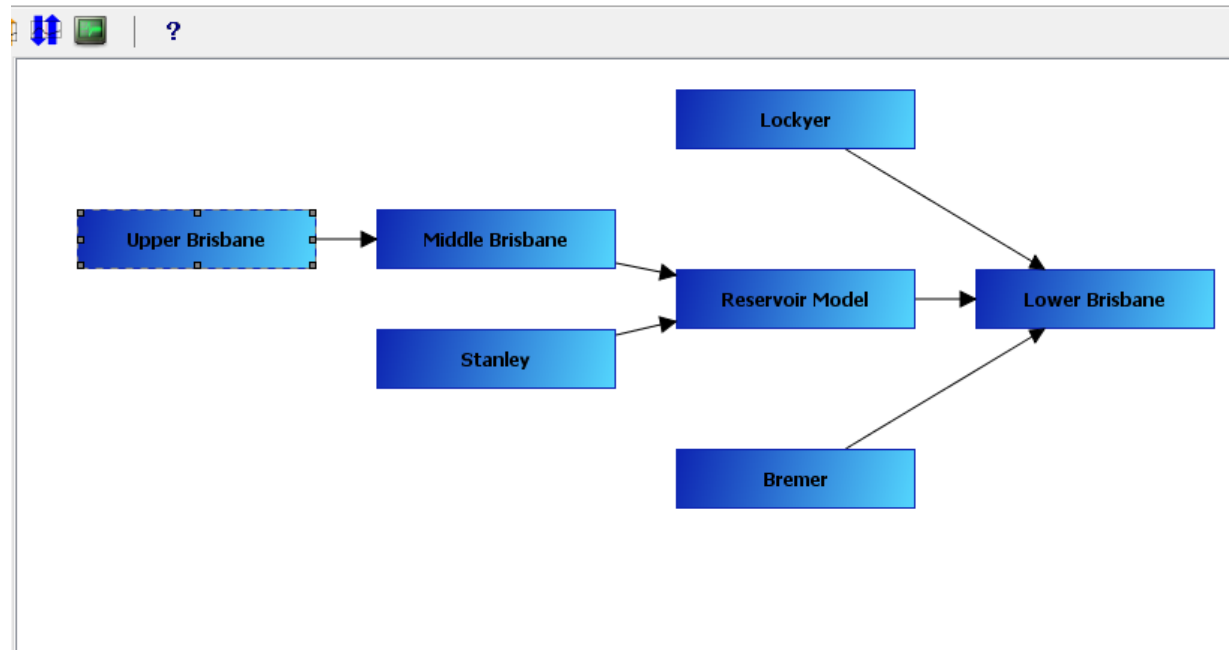 ?
Lockyer
Upper Brisbane
Middle Brisbane
Reservoir Model
Lower Brisbane
Stanley
Bremer